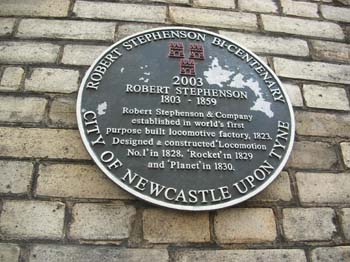 ROBERT STEPHENSON BI-CENTENARY
2003
ROBERT STEPHENSON
1803 - 1859
Robert Stephenson & Company
established in world's first
purpose built locomotive factory, 1823.
Designed & constructed 'Locomotion
No.1' in 1828, 'Rocket' in 1829
and 'Planet' in 1830.
CITY OF NEWCASTLE UPON TYNE